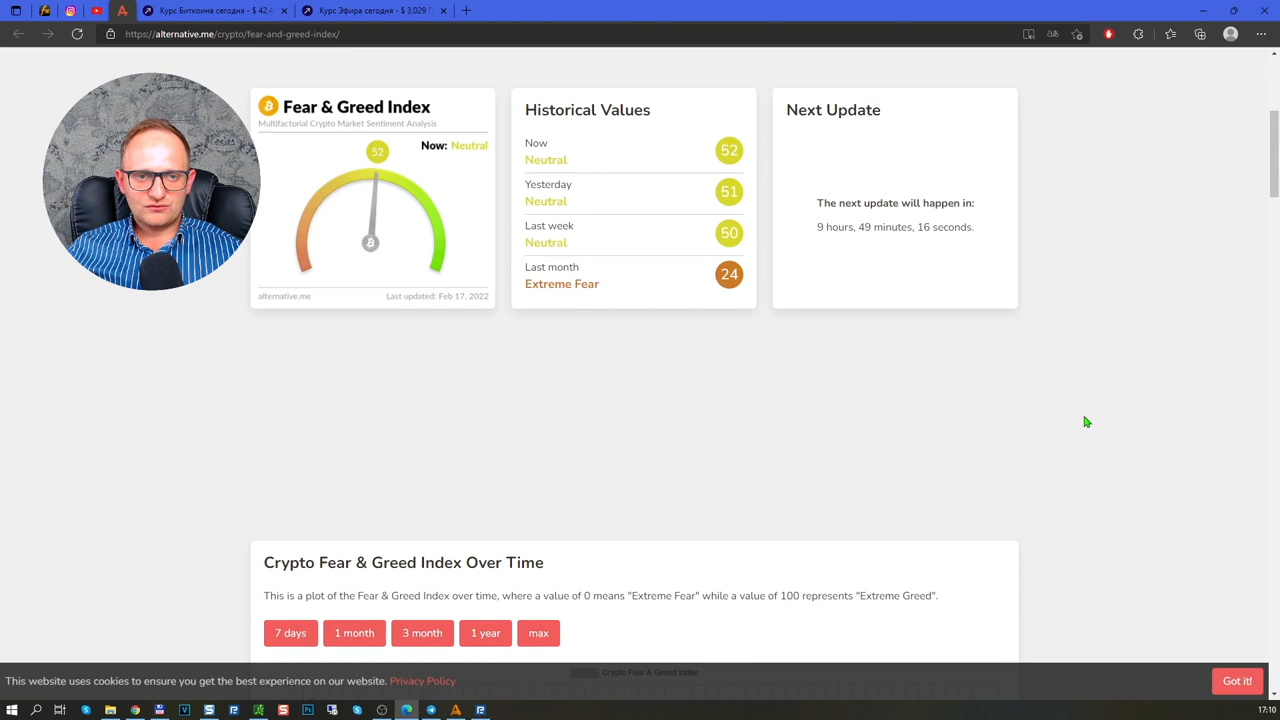 Курс Биткоина сегодня - $ 42,4
Курс Эфира сегодня - $ 3,029
https://alternative.me/crypto/fear-and-greed-index/
Fear & Greed Index
Multifactorial Crypto Market Sentiment Analysis
Now: Neutral
52
alternative.me
Last updated: Feb 17, 2022
Historical Values
Now
Neutral
52
Yesterday
Neutral
51
Last week
Neutral
50
Last month
Extreme Fear
24
Next Update
The next update will happen in:
9 hours, 49 minutes, 16 seconds.
Crypto Fear & Greed Index Over Time
This is a plot of the Fear & Greed Index over time, where a value of 0 means "Extreme Fear" while a value of 100 represents "Extreme Greed".
7 days
1 month
3 month
1 year
max
Crypto Fear & Greed Index
This website uses cookies to ensure you get the best experience on our website. Privacy Policy
Got it!
17:10